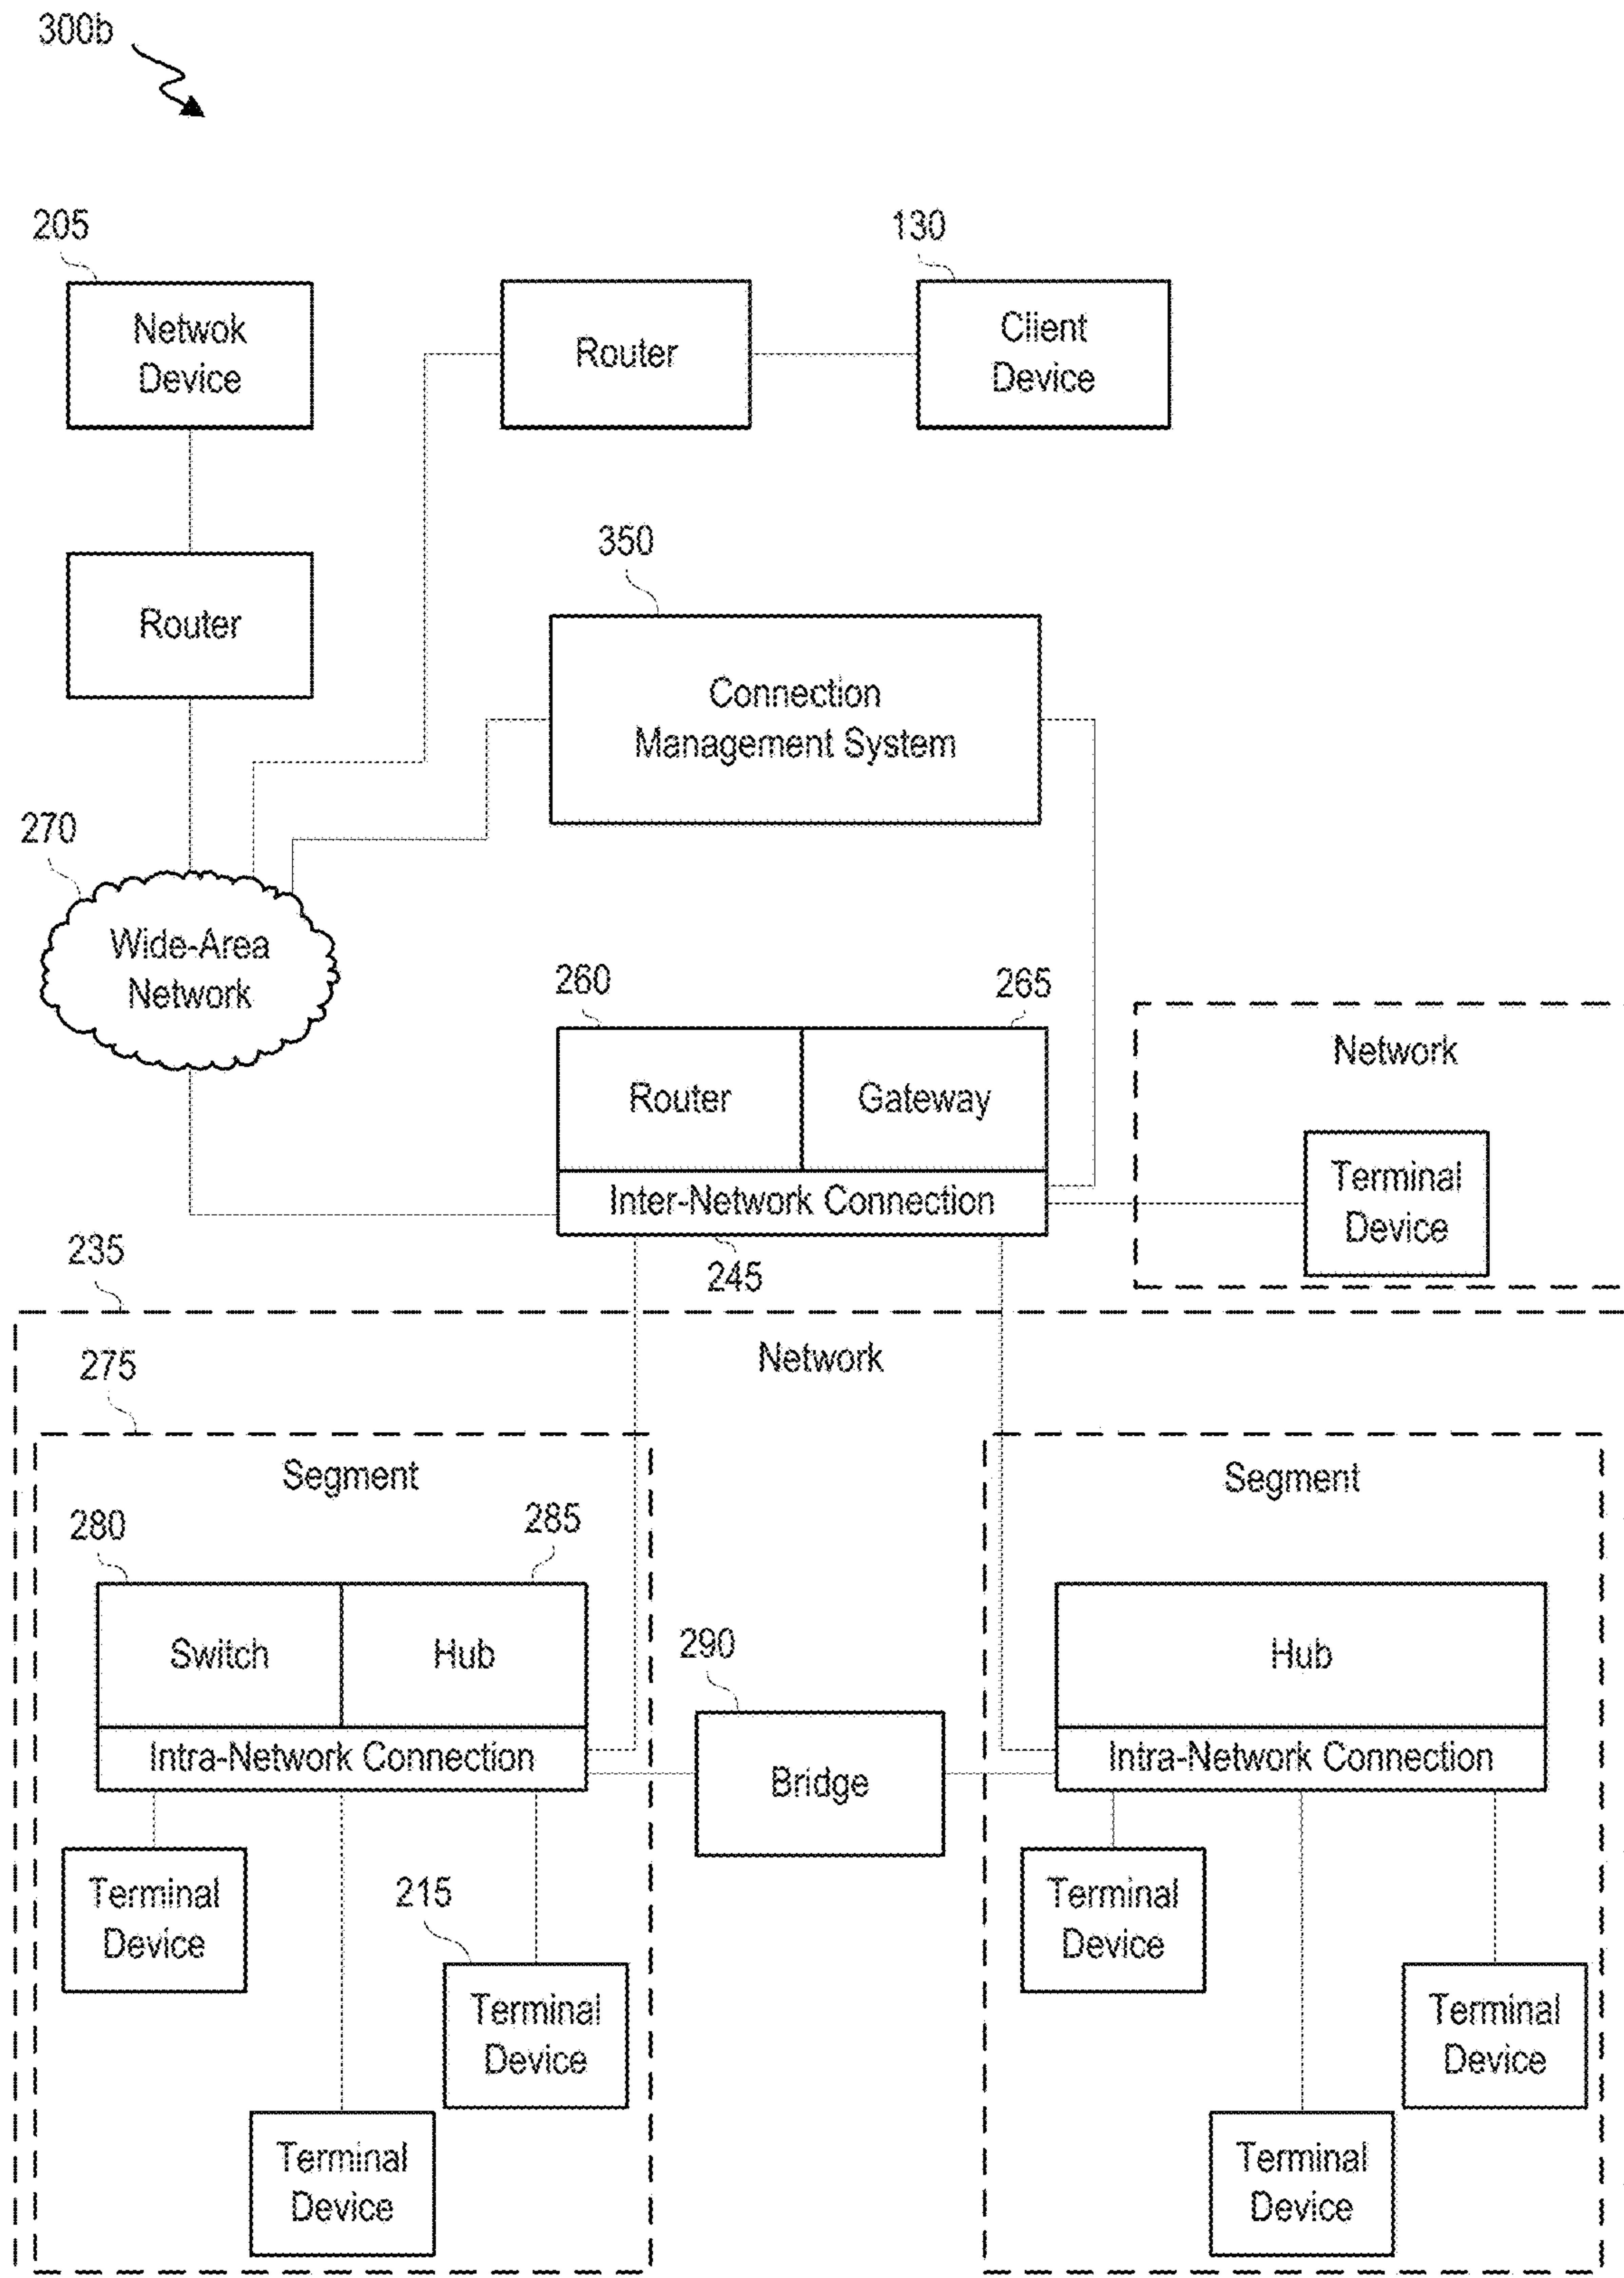 300b
205
130
Netwok
Device
Router
Client
Device
350
Router
Connection
Management System
270
Wide-Area
Network
260
265
Router
Gateway
Inter-Network Connection
245
Network
Terminal
Device
235
Network
275
Segment
280
285
Switch
Hub
Intra-Network Connection
290
Bridge
Segment
Hub
Intra-Network Connection
Terminal
Device
215
Terminal
Device
Terminal
Device
Terminal
Device
Terminal
Device
Terminal
Device